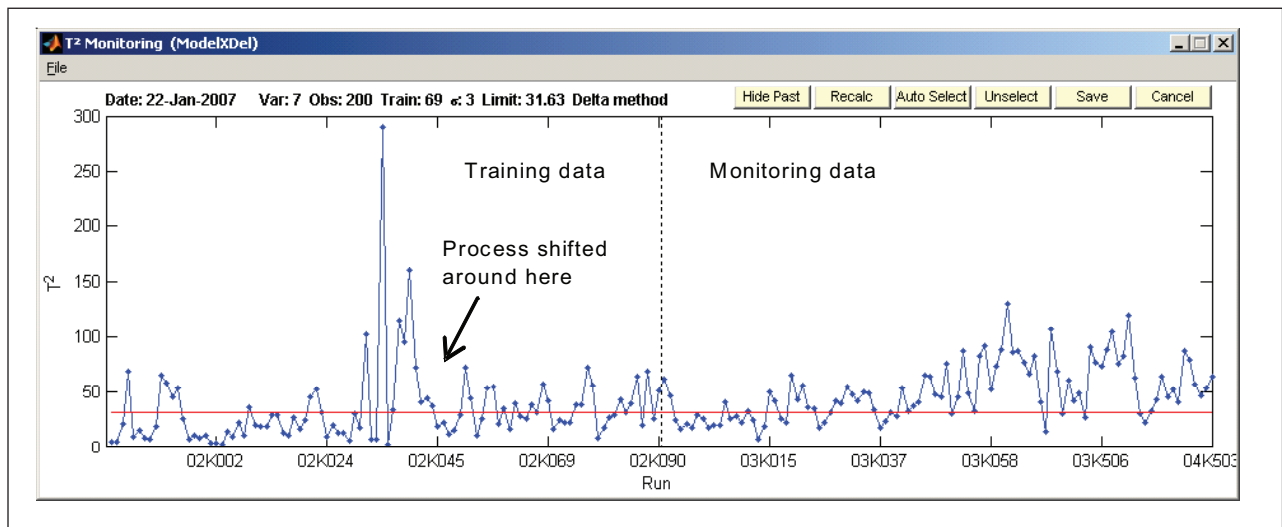 T² Monitoring (ModelXDel)
File
Date: 22-Jan-2007 Var: 7 Obs: 200 Train: 69 σ: 3 Limit: 31.63 Delta method
Hide Past Recalc Auto Select Unselect Save Cancel
300
250
200
150
100
50
0
T²
Training data
Monitoring data
Process shifted
around here
02K002 02K024 02K045 02K069 02K090 03K015 03K037 03K058 03K506 04K503
Run